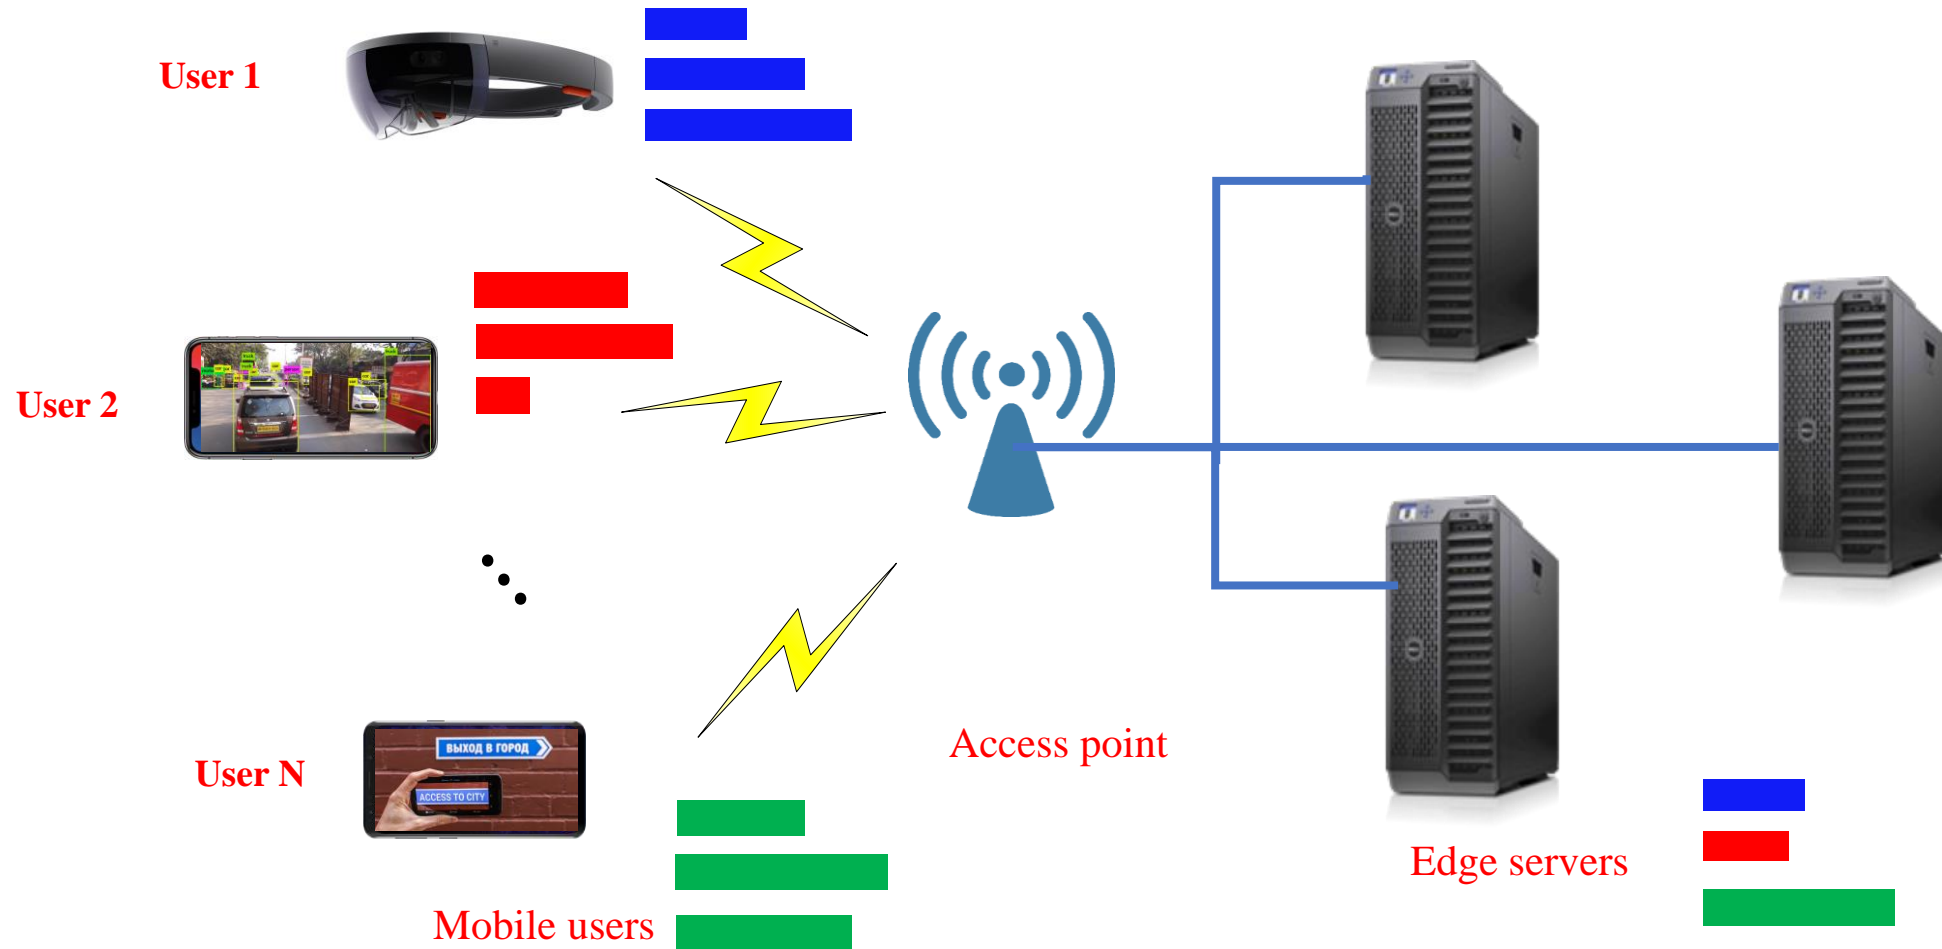 User 1
User 2
ВЫХОД В ГОРОД
ACCESS TO CITY
User N
Access point
Edge servers
Mobile users